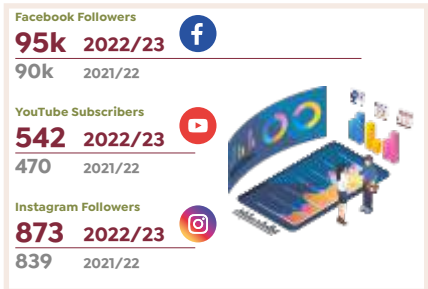 Facebook Followers
95k 2022/23
90k 2021/22
YouTube Subscribers
542 2022/23
470 2021/22
Instagram Followers
873 2022/23
839 2021/22